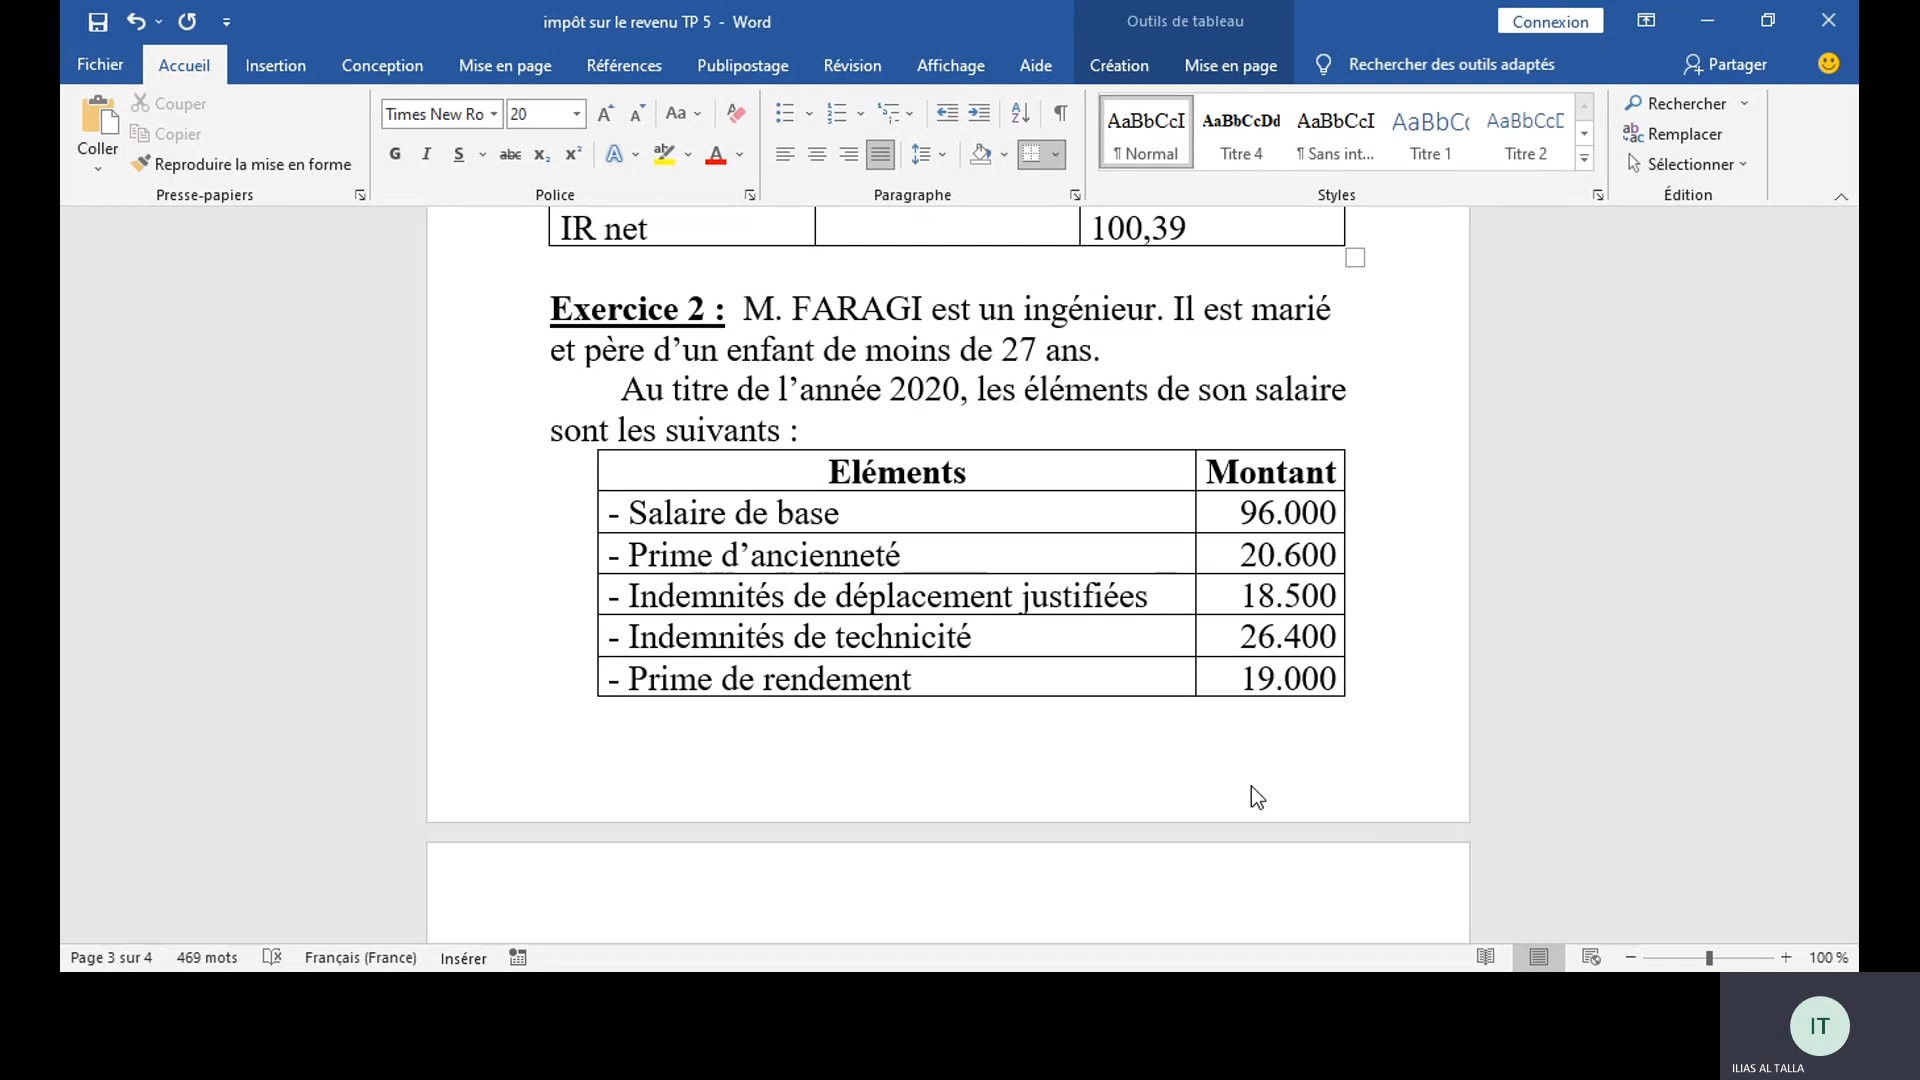 impôt sur le revenu TP 5 - Word
Outils de tableau
Connexion
Fichier Accueil Insertion Conception Mise en page Références Publipostage Révision Affichage Aide Création Mise en page Rechercher des outils adaptés Partager
Coller
Couper
Copier
Reproduire la mise en forme
Presse-papiers
Times New Ro 20
G I S abc x₂ x²
Police
Paragraphe
AaBbCcI AaBbCcDd AaBbCcI AaBbCc AaBbCcD
¶ Normal Titre 4 ¶ Sans int... Titre 1 Titre 2
Styles
Rechercher
Remplacer
Sélectionner
Édition
IR net 100,39
Exercice 2 : M. FARAGI est un ingénieur. Il est marié
et père d’un enfant de moins de 27 ans.
Au titre de l’année 2020, les éléments de son salaire
sont les suivants :
Eléments Montant
- Salaire de base 96.000
- Prime d’ancienneté 20.600
- Indemnités de déplacement justifiées 18.500
- Indemnités de technicité 26.400
- Prime de rendement 19.000
Page 3 sur 4 469 mots Français (France) Insérer 100 %
IT
ILIAS AL TALLA